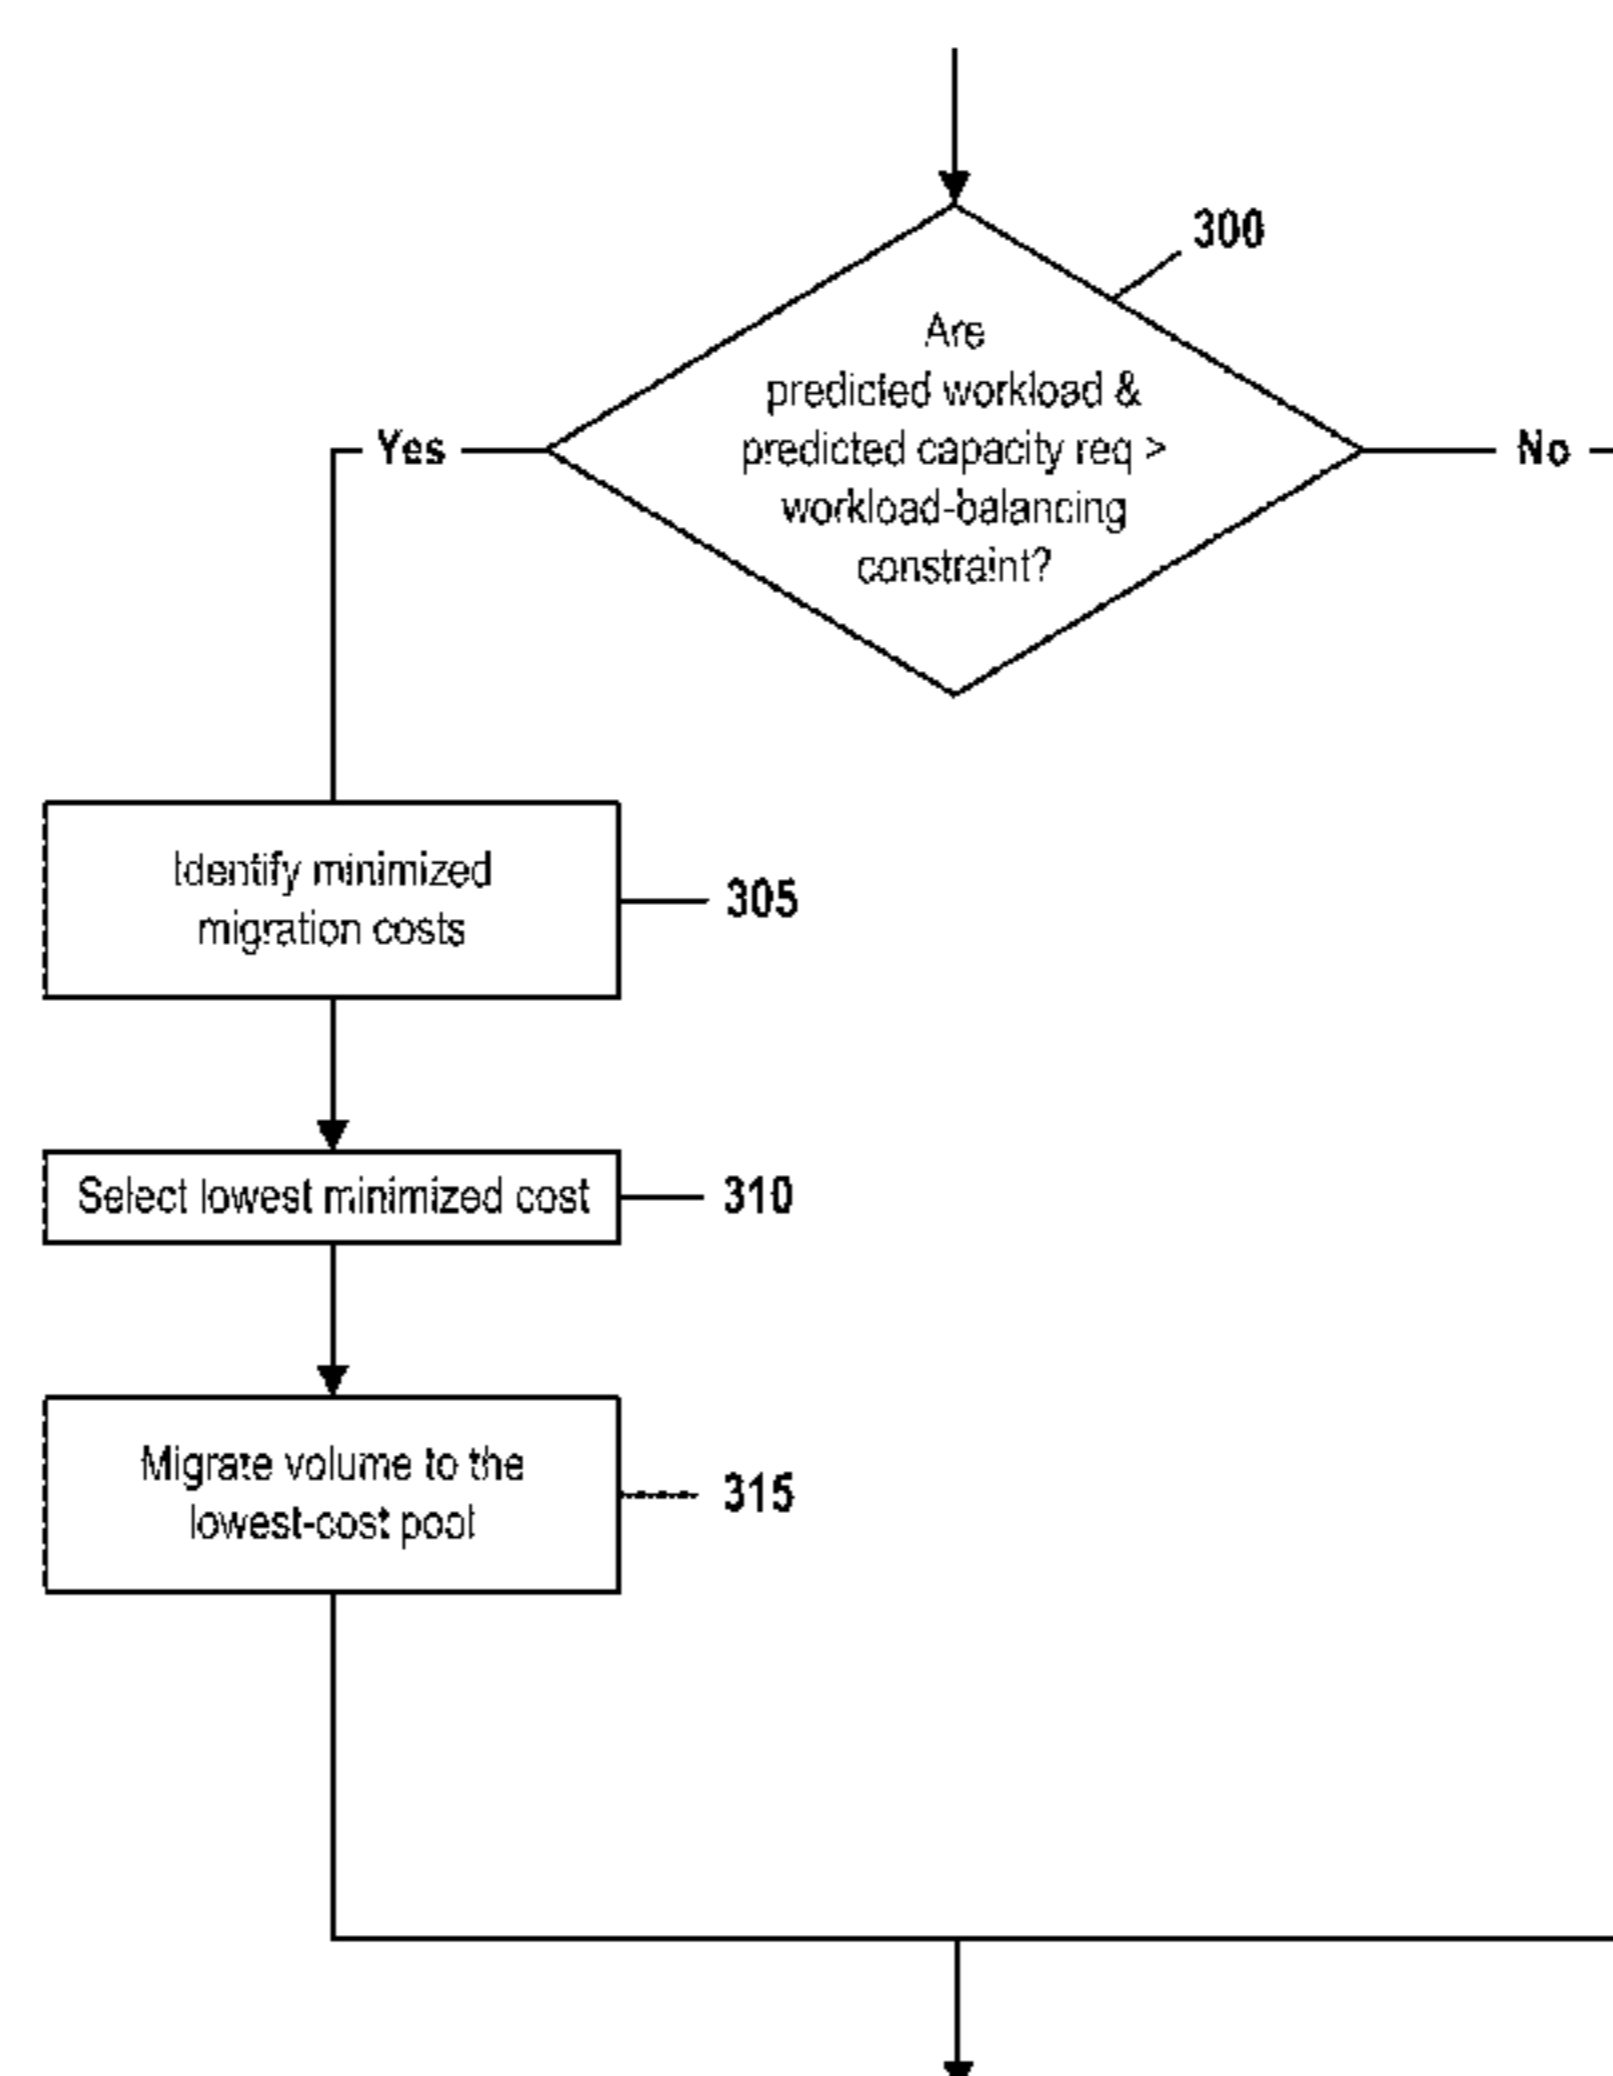 300
Are
predicted workload &
predicted capacity req >
workload-balancing
constraint?
Yes
No
Identify minimized
migration costs
305
Select lowest minimized cost
310
Migrate volume to the
lowest-cost pool
315